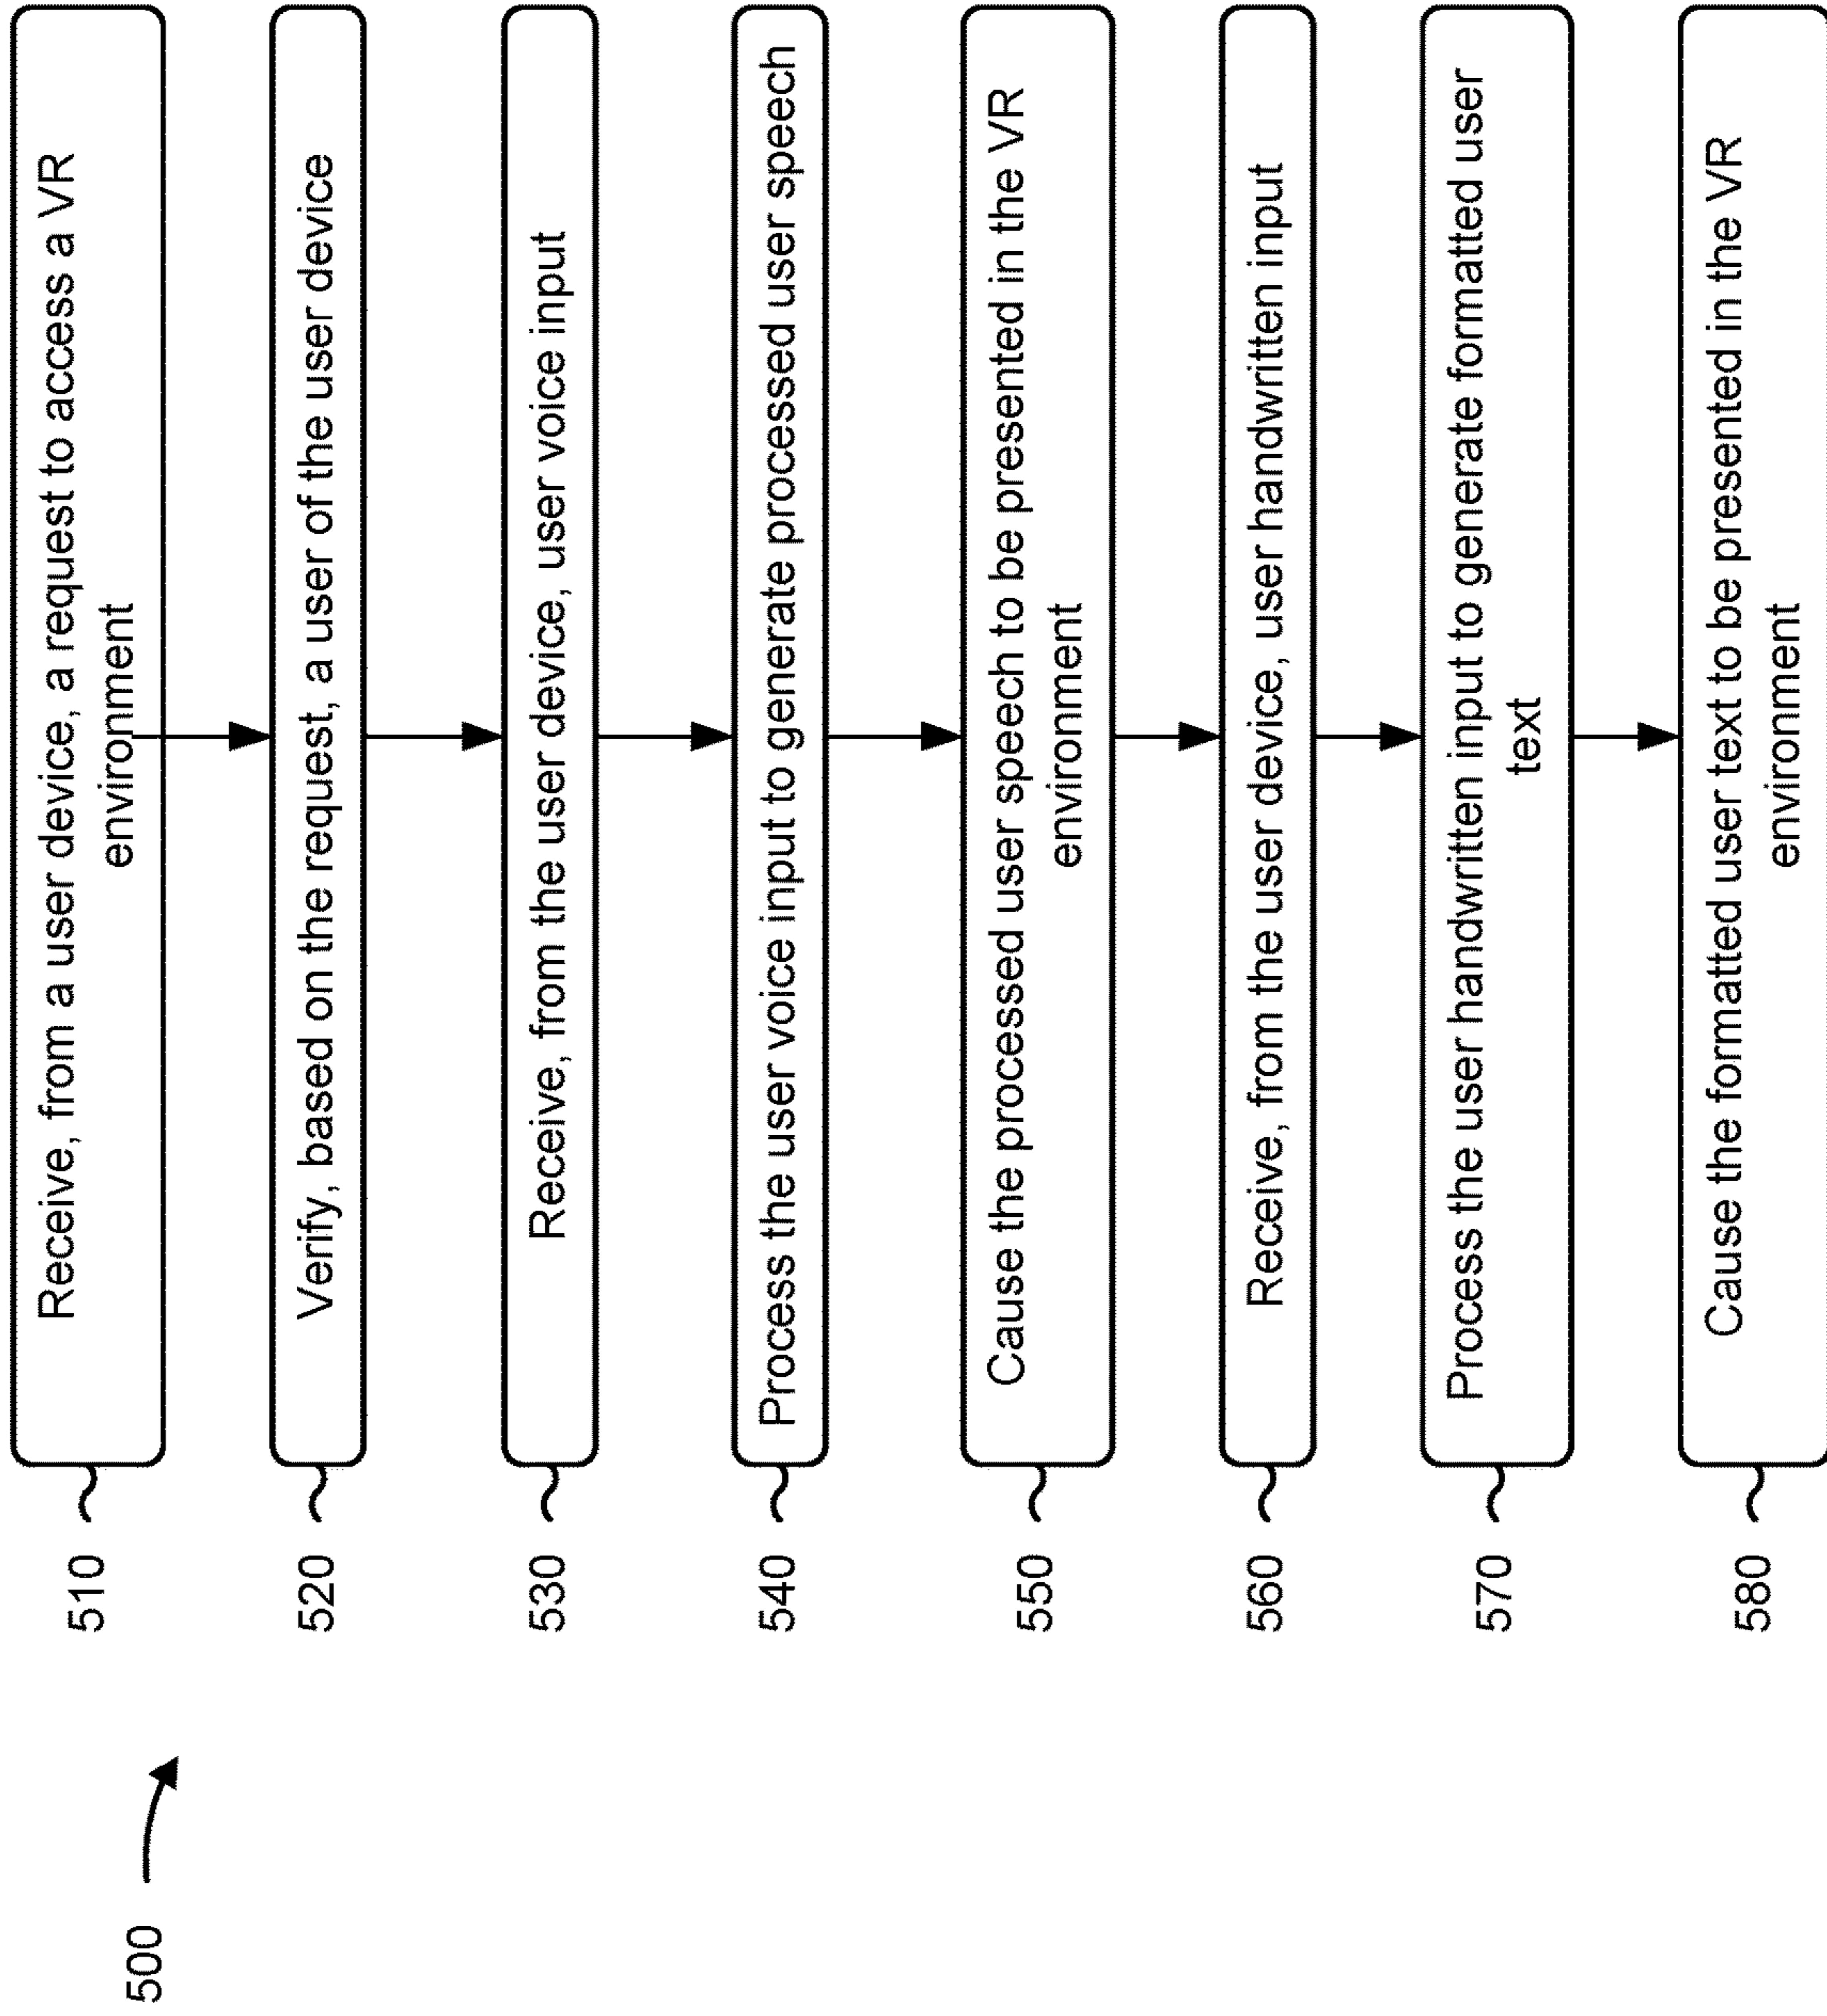 500
510
Receive, from a user device, a request to access a VR
environment
520
Verify, based on the request, a user of the user device
530
Receive, from the user device, user voice input
540
Process the user voice input to generate processed user speech
550
Cause the processed user speech to be presented in the VR
environment
560
Receive, from the user device, user handwritten input
570
Process the user handwritten input to generate formatted user
text
580
Cause the formatted user text to be presented in the VR
environment